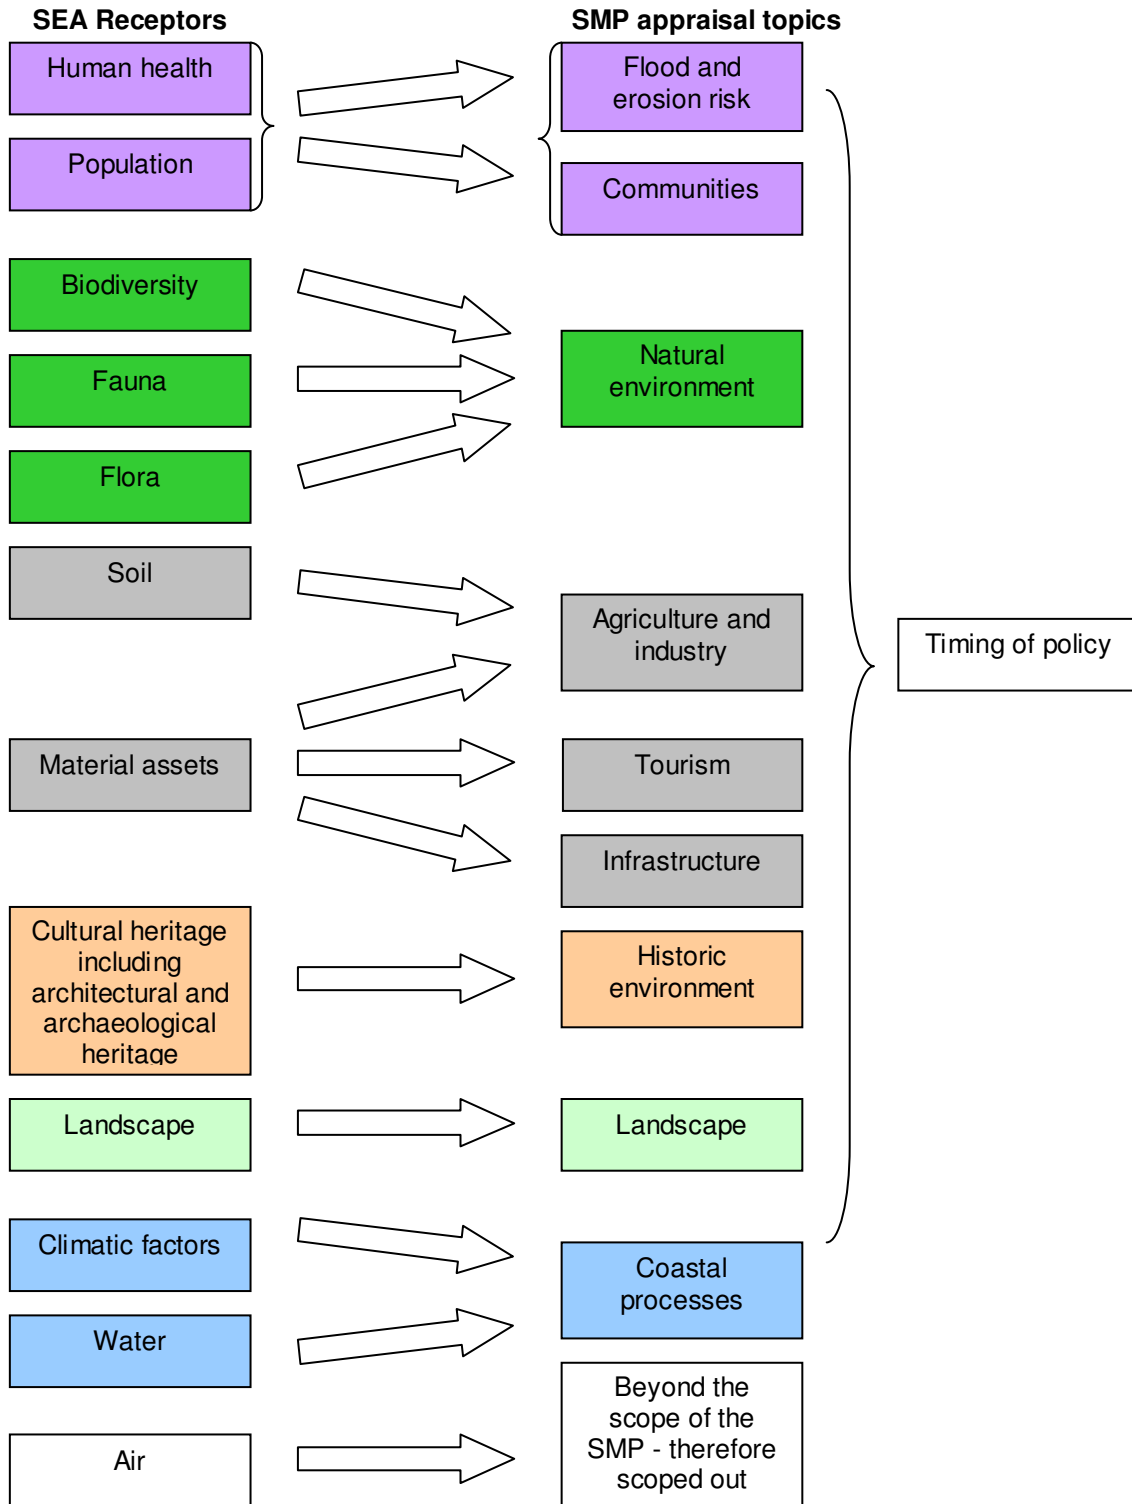 SEA Receptors
SMP appraisal topics
Human health
Flood and
erosion risk
Population
Communities
Biodiversity
Fauna
Natural
environment
Flora
Soil
Agriculture and
industry
Timing of policy
Material assets
Tourism
Infrastructure
Cultural heritage
including
architectural and
archaeological
heritage
Historic
environment
Landscape
Landscape
Climatic factors
Coastal
processes
Water
Beyond the
scope of the
SMP - therefore
scoped out
Air